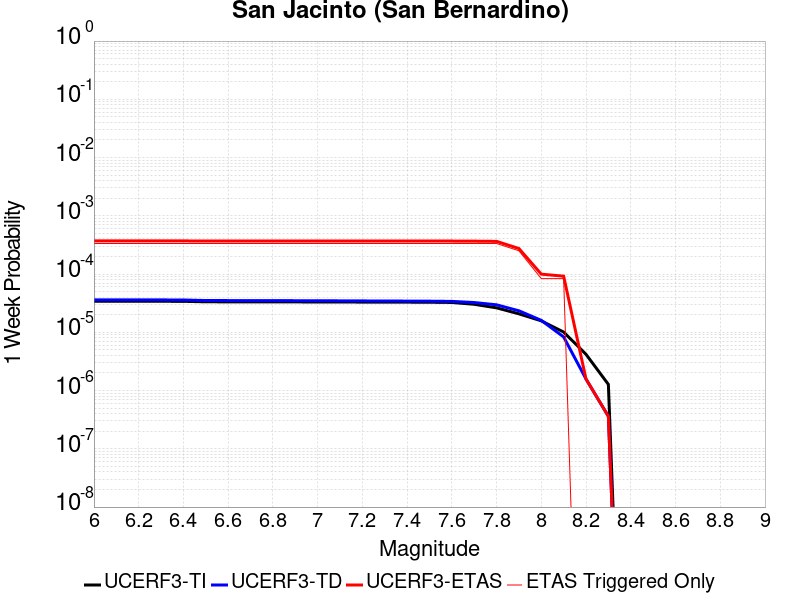 San Jacinto (San Bernardino)
10 0
10 -1
10 -2
10 -3
10 -4
10 -5
10 -6
10 -7
10 -8
1 Week Probability
6 6.2 6.4 6.6 6.8 7 7.2 7.4 7.6 7.8 8 8.2 8.4 8.6 8.8 9
Magnitude
UCERF3-TI UCERF3-TD UCERF3-ETAS ETAS Triggered Only